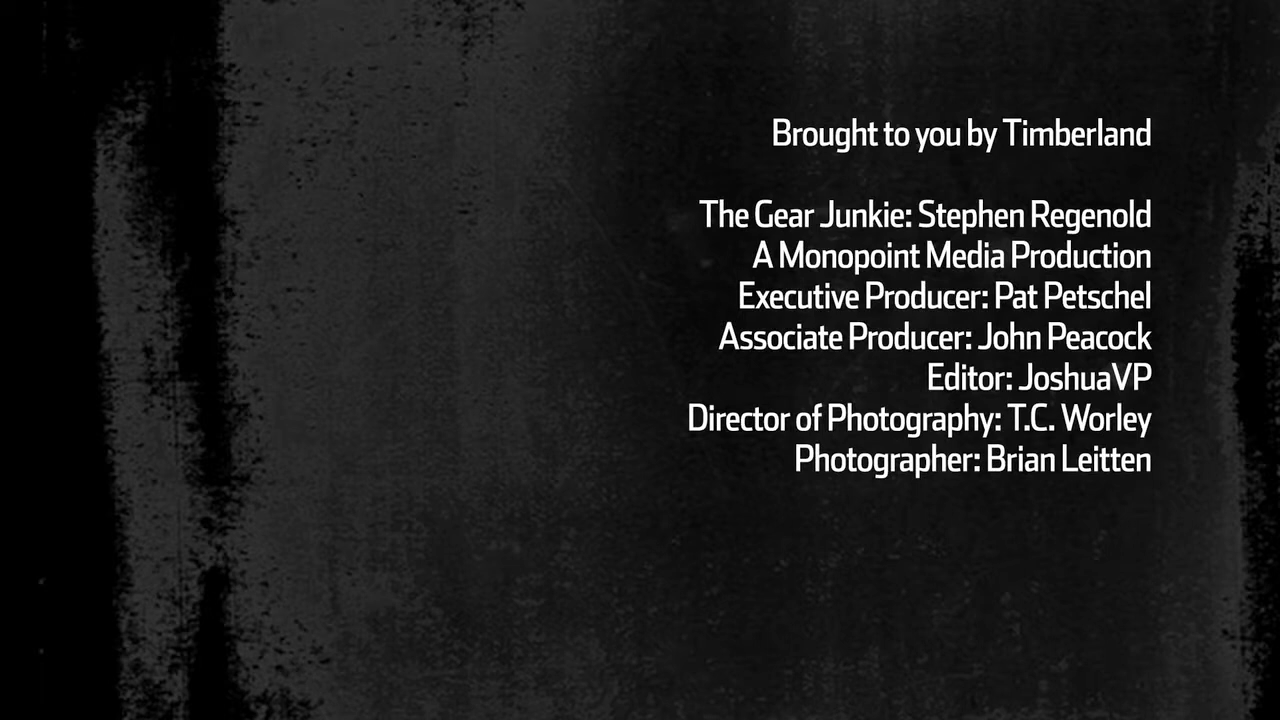 Brought to you by Timberland
The Gear Junkie: Stephen Regenold
A Monopoint Media Production
Executive Producer: Pat Petschel
Associate Producer: John Peacock
Editor: JoshuaVP
Director of Photography: T.C. Worley
Photographer: Brian Leitten